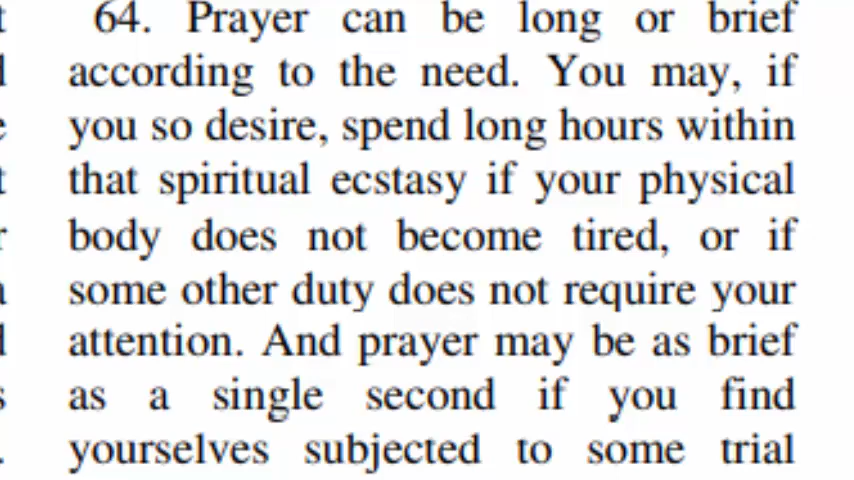 64. Prayer can be long or brief
according to the need. You may, if
you so desire, spend long hours within
that spiritual ecstasy if your physical
body does not become tired, or if
some other duty does not require your
attention. And prayer may be as brief
as a single second if you find
yourselves subjected to some trial